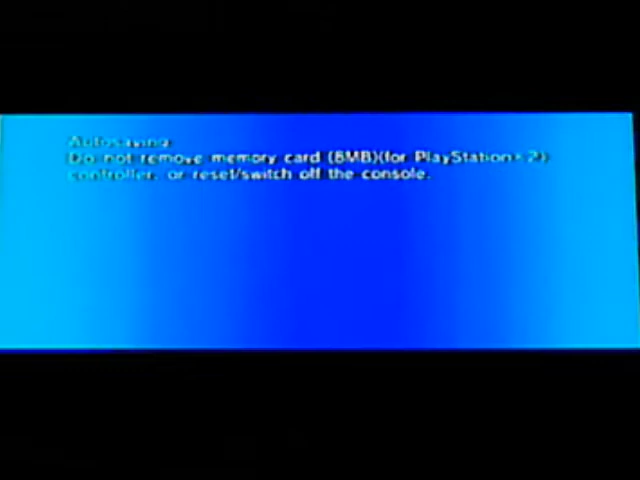 Autosaving
Do not remove memory card (8MB)(for PlayStation® 2)
controller, or reset/switch off the console.